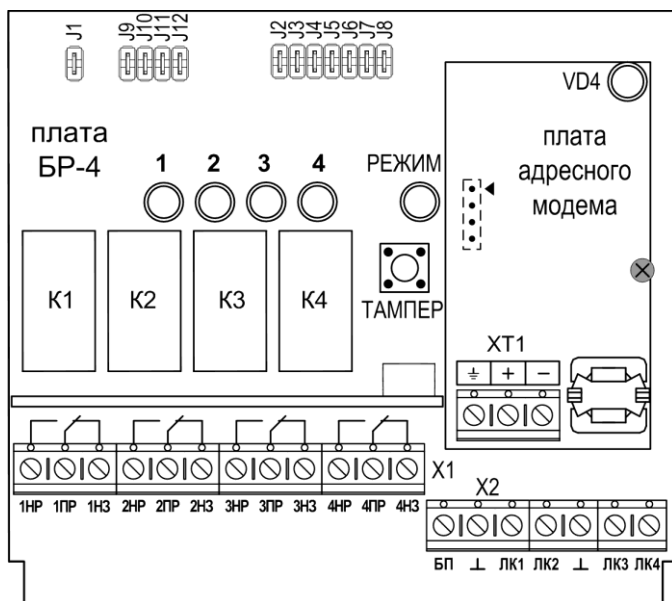 J1 J9 J10 J11 J12 J2 J3 J4 J5 J6 J7 J8
VD4
плата
БР-4
1 2 3 4 РЕЖИМ
плата
адресного
модема
К1 К2 К3 К4
ТАМПЕР
XT1
+ −
X1
1НР 1ПР 1НЗ 2НР 2ПР 2НЗ 3НР 3ПР 3НЗ 4НР 4ПР 4НЗ
X2
БП ⊥ ЛК1 ЛК2 ⊥ ЛК3 ЛК4